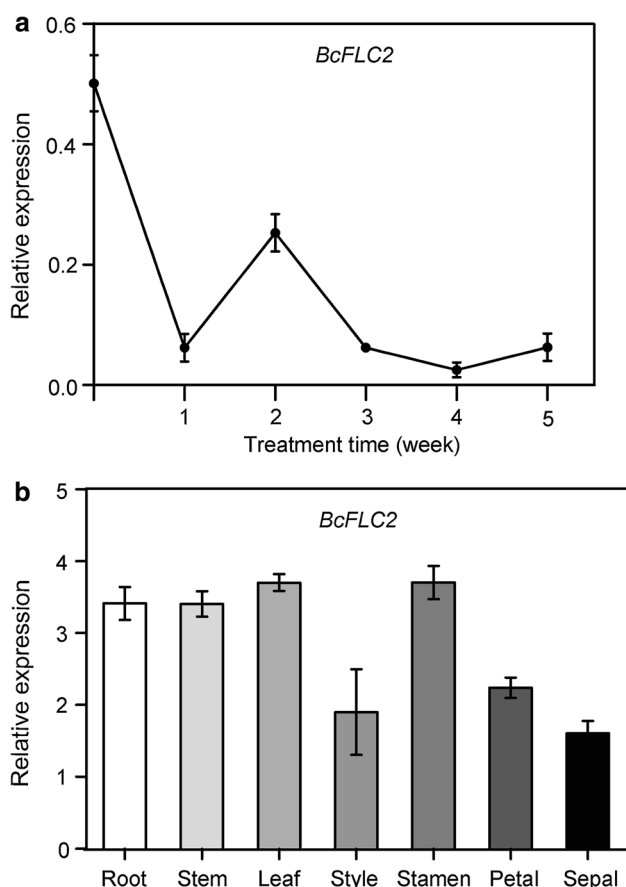 a
BcFLC2
Relative expression
0.6
0.4
0.2
0.0
1 2 3 4 5
Treatment time (week)
b
BcFLC2
Relative expression
5
4
3
2
1
0
Root Stem Leaf Style Stamen Petal Sepal